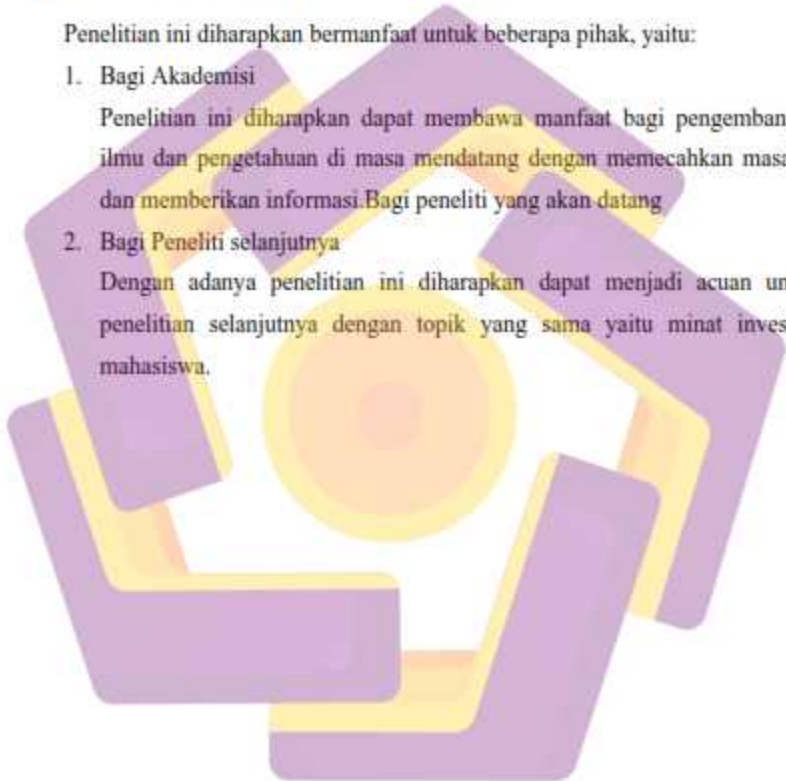 Penelitian ini diharapkan bermanfaat untuk beberapa pihak, yaitu:
1. Bagi Akademisi
Penelitian ini diharapkan dapat membawa manfaat bagi pengemban
ilmu dan pengetahuan di masa mendatang dengan memecahkan masa
dan memberikan informasi.Bagi peneliti yang akan datang
2. Bagi Peneliti selanjutnya
Dengan adanya penelitian ini diharapkan dapat menjadi acuan un
penelitian selanjutnya dengan topik yang sama yaitu minat inves
mahasiswa.